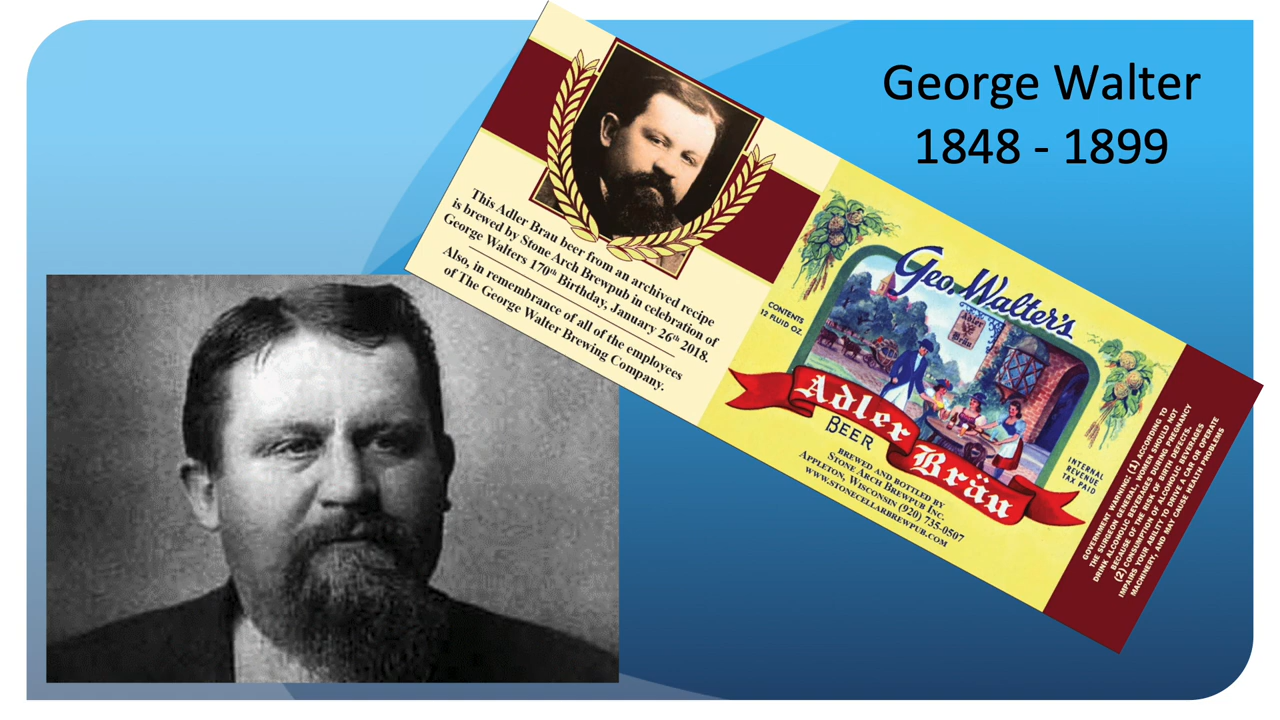 George Walter
1848 - 1899
This Adler Brau beer from an archived recipe
is brewed by Stone Arch Brewpub in celebration of
George Walters 170th Birthday, January 26th 2018.
Also, in remembrance of all of the employees
of The George Walter Brewing Company.
CONTENTS
12 FLUID OZ.
Geo. Walter's
Adler
Bräu
Adler
Bräu
BEER
BREWED AND BOTTLED BY
STONE ARCH BREWPUB INC.
APPLETON, WISCONSIN (920) 735-0507
WWW.STONECELLARBREWPUB.COM
INTERNAL
REVENUE
TAX PAID
GOVERNMENT WARNING: (1) ACCORDING TO
THE SURGEON GENERAL, WOMEN SHOULD NOT
DRINK ALCOHOLIC BEVERAGES DURING PREGNANCY
BECAUSE OF THE RISK OF BIRTH DEFECTS.
(2) CONSUMPTION OF ALCOHOLIC BEVERAGES
IMPAIRS YOUR ABILITY TO DRIVE A CAR OR OPERATE
MACHINERY, AND MAY CAUSE HEALTH PROBLEMS